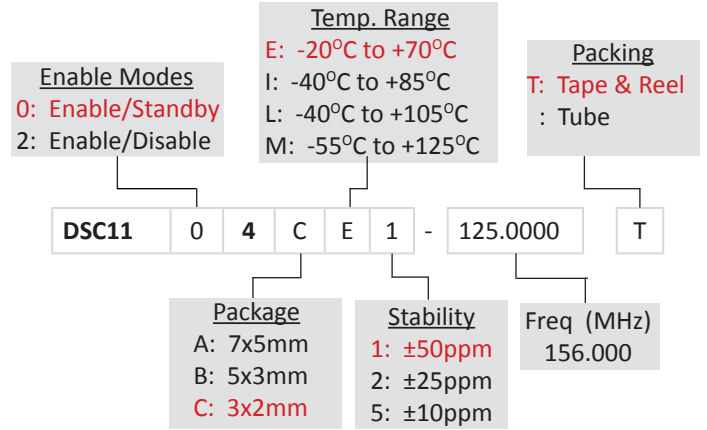 Temp. Range
E: -20°C to +70°C
I: -40°C to +85°C
L: -40°C to +105°C
M: -55°C to +125°C
Enable Modes
0: Enable/Standby
2: Enable/Disable
Packing
T: Tape & Reel
: Tube
DSC11 0 4 C E 1 - 125.0000 T
Package
A: 7x5mm
B: 5x3mm
C: 3x2mm
Stability
1: ±50ppm
2: ±25ppm
5: ±10ppm
Freq (MHz)
156.000